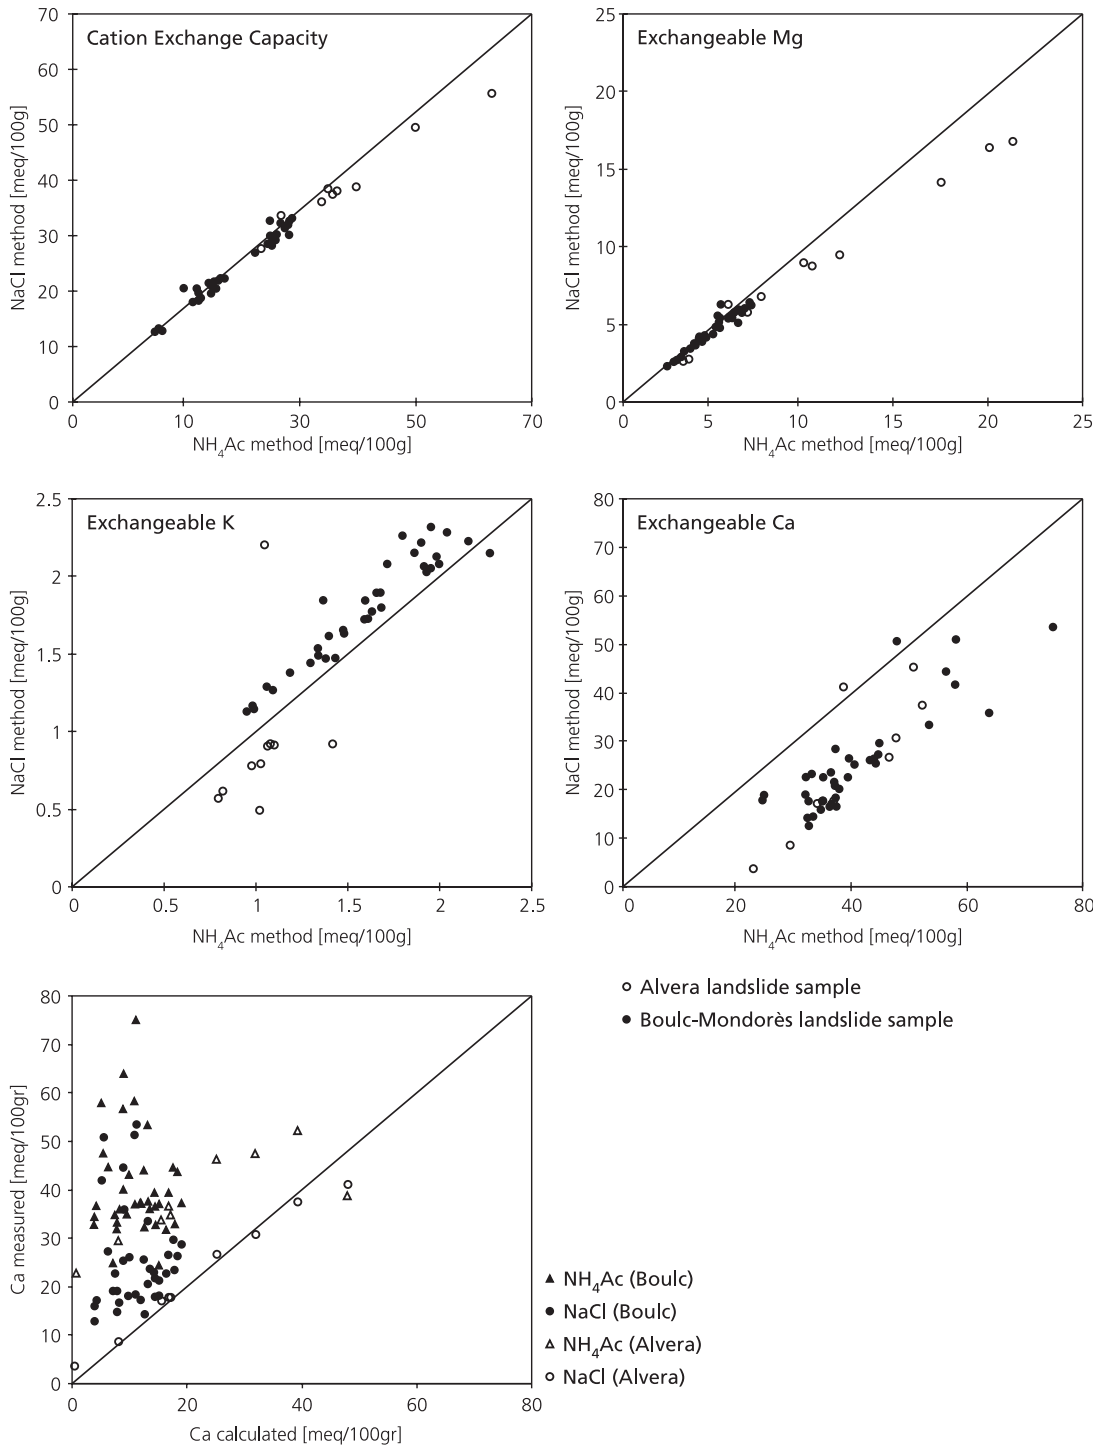 Cation Exchange Capacity
NaCl method [meq/100g]
70
60
50
40
30
20
10
0
0 10 30 50 70
NH₄Ac method [meq/100g]
Exchangeable Mg
NaCl method [meq/100g]
25
20
15
10
5
0
0 5 10 15 20 25
NH₄Ac method [meq/100g]
Exchangeable K
NaCl method [meq/100g]
2.5
2
1.5
1
0.5
0
0 0.5 1 1.5 2 2.5
NH₄Ac method [meq/100g]
Exchangeable Ca
NaCl method [meq/100g]
80
70
60
50
40
30
20
10
0
0 20 40 60 80
NH₄Ac method [meq/100g]
Alvera landslide sample
Boulc-Mondorès landslide sample
Ca measured [meq/100gr]
80
70
60
50
40
30
20
10
0
0 20 40 60 80
Ca calculated [meq/100gr]
NH₄Ac (Boulc)
NaCl (Boulc)
NH₄Ac (Alvera)
NaCl (Alvera)